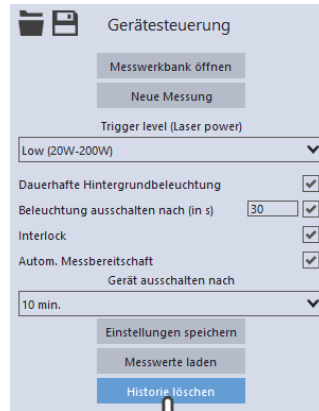 Gerätesteuerung
Messwerkbank öffnen
Neue Messung
Trigger level (Laser power)
Low (20W-200W)
Dauerhafte Hintergrundbeleuchtung
Beleuchtung ausschalten nach (in s) 30
Interlock
Autom. Messbereitschaft
Gerät ausschalten nach
10 min.
Einstellungen speichern
Messwerte laden
Historie löschen